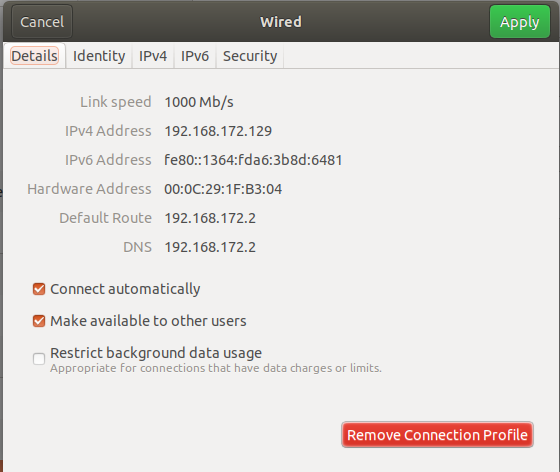 Cancel Wired Apply
Details Identity IPv4 IPv6 Security
Link speed 1000 Mb/s
IPv4 Address 192.168.172.129
IPv6 Address fe80::1364:fda6:3b8d:6481
Hardware Address 00:0C:29:1F:B3:04
Default Route 192.168.172.2
DNS 192.168.172.2
Connect automatically
Make available to other users
Restrict background data usage
Appropriate for connections that have data charges or limits.
Remove Connection Profile